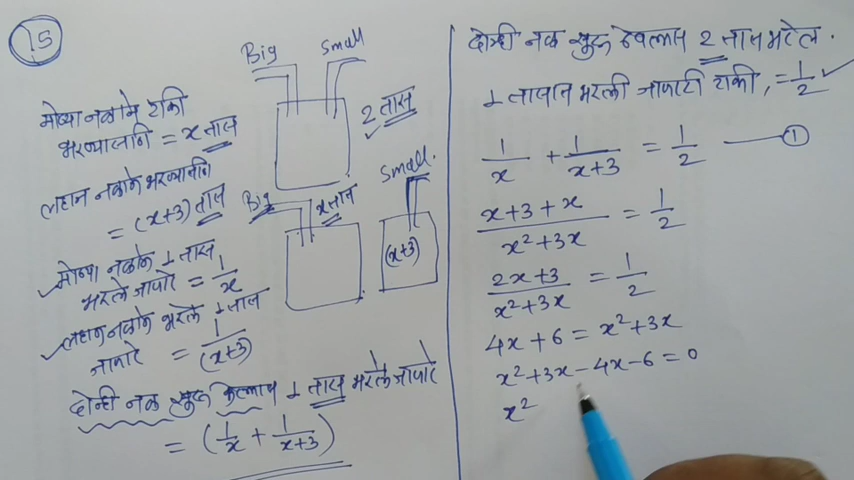 15
Big Small
2 तास
मोठ्या नळाने टाकी
भरण्यासाठी = x तास
लहान नळाने भरण्यासाठी
= (x+3) तास
मोठ्या नळाने 1 तास
भरले जाणारे = 1/x
लहान नळाने भरले 1 तास
जाणारे = 1/(x+3)
दोन्ही नळ सुरू केल्यास 1 तास भरले जाणारे
= (1/x + 1/x+3)
Big x तास
Small.
(x+3)
दोन्ही नळ सुरू ठेवल्यास 2 तास भरेल.
1 तासात भरली जाणारी टाकी, = 1/2
1/x + 1/x+3 = 1/2 — 1
x+3+x/x²+3x = 1/2
2x+3/x²+3x = 1/2
4x+6 = x²+3x
x²+3x-4x-6=0
x²